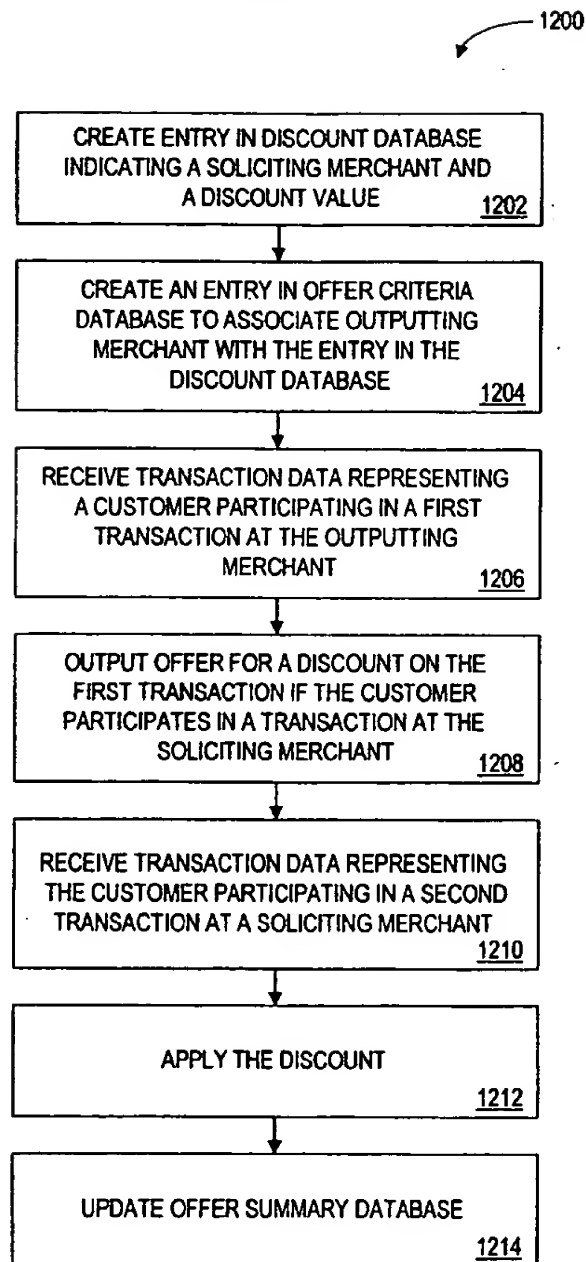 1200
CREATE ENTRY IN DISCOUNT DATABASE
INDICATING A SOLICITING MERCHANT AND
A DISCOUNT VALUE
1202
CREATE AN ENTRY IN OFFER CRITERIA
DATABASE TO ASSOCIATE OUTPUTTING
MERCHANT WITH THE ENTRY IN THE
DISCOUNT DATABASE
1204
RECEIVE TRANSACTION DATA REPRESENTING
A CUSTOMER PARTICIPATING IN A FIRST
TRANSACTION AT THE OUTPUTTING
MERCHANT
1206
OUTPUT OFFER FOR A DISCOUNT ON THE
FIRST TRANSACTION IF THE CUSTOMER
PARTICIPATES IN A TRANSACTION AT THE
SOLICITING MERCHANT
1208
RECEIVE TRANSACTION DATA REPRESENTING
THE CUSTOMER PARTICIPATING IN A SECOND
TRANSACTION AT A SOLICITING MERCHANT
1210
APPLY THE DISCOUNT
1212
UPDATE OFFER SUMMARY DATABASE
1214